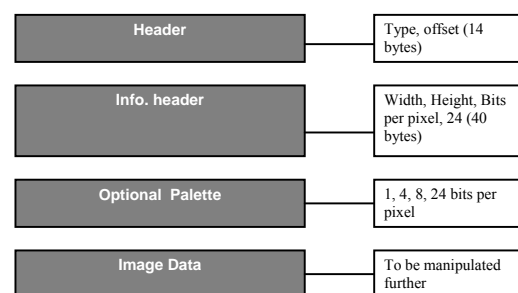 Header
Type, offset (14
bytes)
Info. header
Width, Height, Bits
per pixel, 24 (40
bytes)
Optional Palette
1, 4, 8, 24 bits per
pixel
Image Data
To be manipulated
further